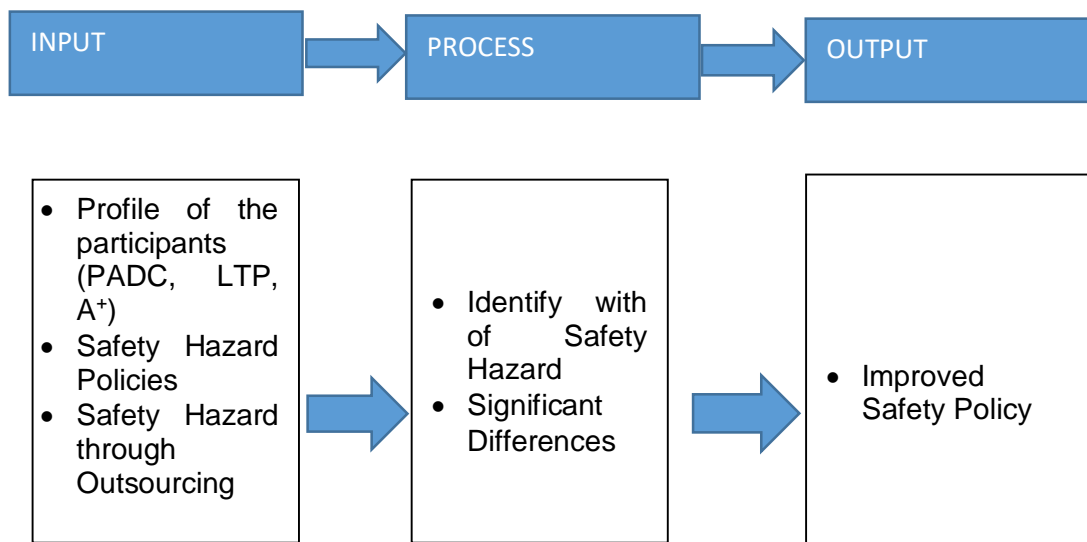 INPUT
PROCESS
OUTPUT
• Profile of the
participants
(PADC, LTP,
A⁺)
• Safety Hazard
Policies
• Safety Hazard
through
Outsourcing
• Identify with
of Safety
Hazard
• Significant
Differences
• Improved
Safety Policy